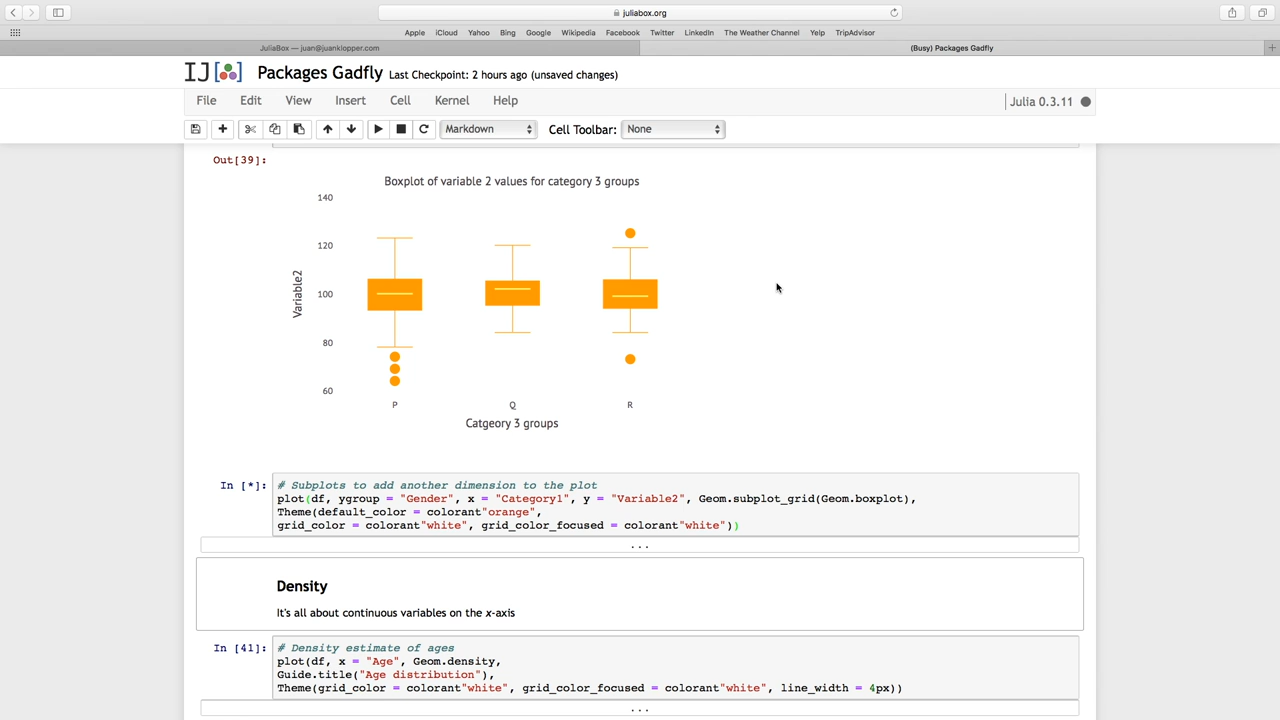 juliabox.org
Apple iCloud Yahoo Bing Google Wikipedia Facebook Twitter LinkedIn The Weather Channel Yelp TripAdvisor
JuliaBox — juan@juanklopper.com (Busy) Packages Gadfly
IJ[ ] Packages Gadfly Last Checkpoint: 2 hours ago (unsaved changes)
File Edit View Insert Cell Kernel Help Julia 0.3.11
Markdown Cell Toolbar: None
Out[39]:
Boxplot of variable 2 values for category 3 groups
140
120
100
80
60
Variable2
P Q R
Catgeory 3 groups
In [*]: # Subplots to add another dimension to the plot
plot(df, ygroup = "Gender", x = "Category1", y = "Variable2", Geom.subplot_grid(Geom.boxplot),
Theme(default_color = colorant"orange",
grid_color = colorant"white", grid_color_focused = colorant"white"))
...
Density
It's all about continuous variables on the x-axis
In [41]: # Density estimate of ages
plot(df, x = "Age", Geom.density,
Guide.title("Age distribution"),
Theme(grid_color = colorant"white", grid_color_focused = colorant"white", line_width = 4px))
...